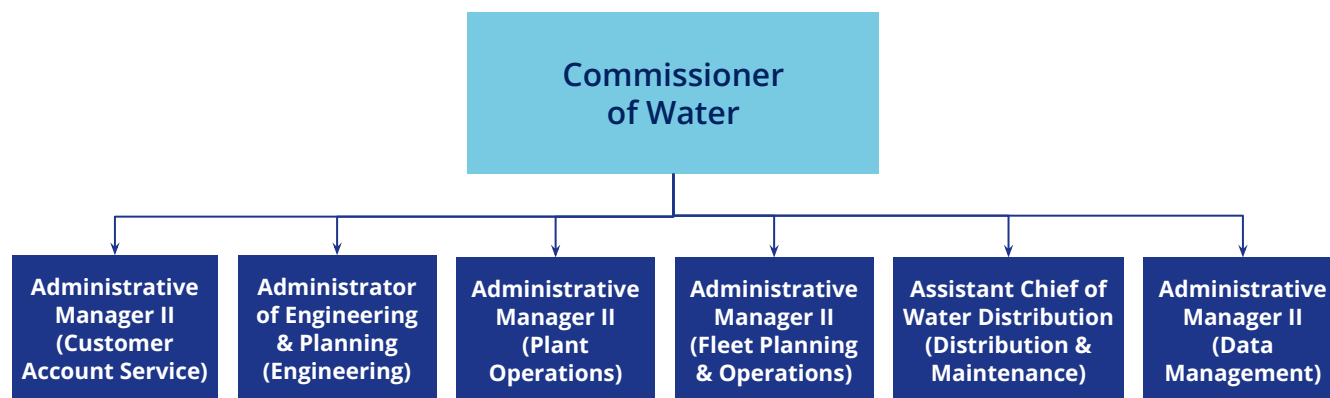 Commissioner
of Water
Administrative
Manager II
(Customer
Account Service)
Administrator
of Engineering
& Planning
(Engineering)
Administrative
Manager II
(Plant
Operations)
Administrative
Manager II
(Fleet Planning
& Operations)
Assistant Chief of
Water Distribution
(Distribution &
Maintenance)
Administrative
Manager II
(Data
Management)